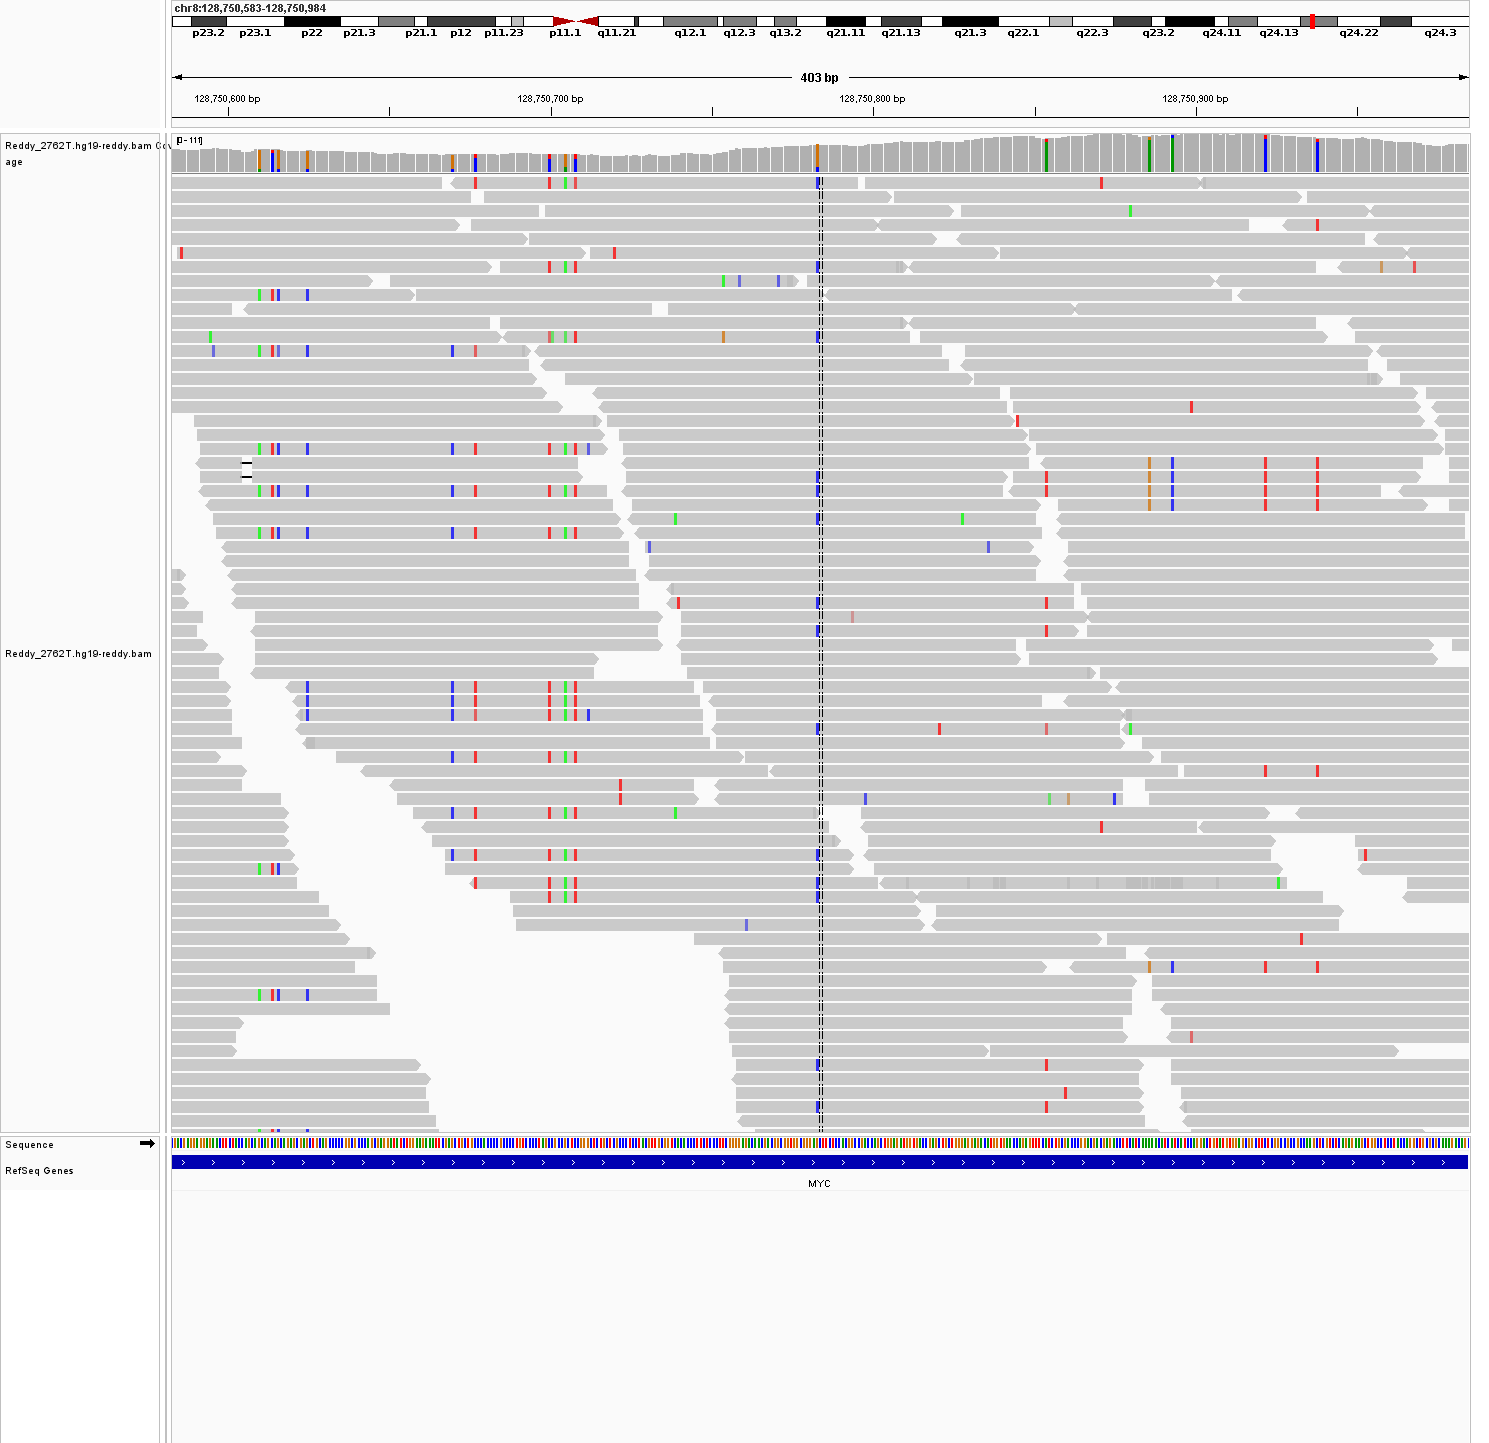 chr8:128,750,583-128,750,984
p23.2 p23.1 p22 p21.3 p21.1 p12 p11.23 p11.1 q11.21 q12.1 q12.3 q13.2 q21.11 q21.13 q21.3 q22.1 q22.3 q23.2 q24.11 q24.13 q24.22 q24.3
403 bp
128,750,600 bp 128,750,700 bp 128,750,800 bp 128,750,900 bp
[0 - 111]
Reddy_2762T.hg19-reddy.bam Cov
age
Reddy_2762T.hg19-reddy.bam
Sequence
RefSeq Genes
MYC